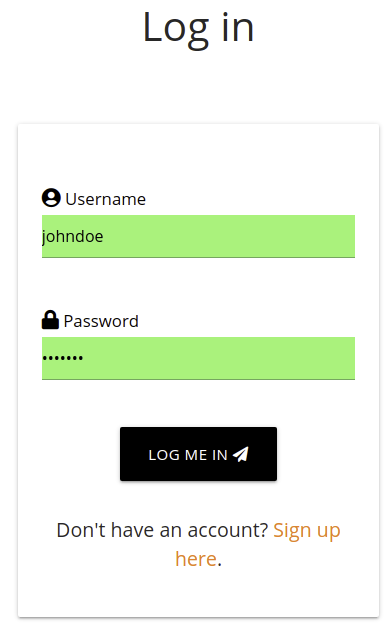 Log in
Username
johndoe
Password
•••••••
LOG ME IN
Don't have an account? Sign up
here.